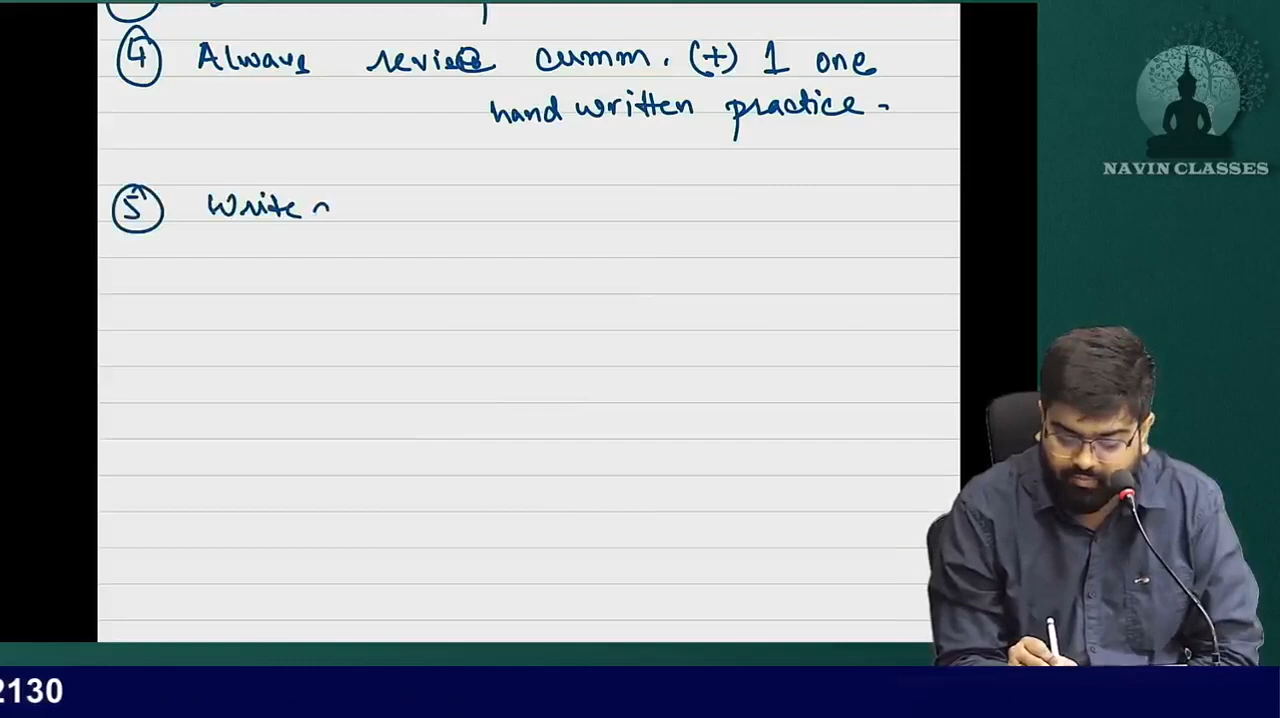 ④ Always revise cumm. (+) 1 one
hand written practice -
⑤ Write
NAVIN CLASSES
2130